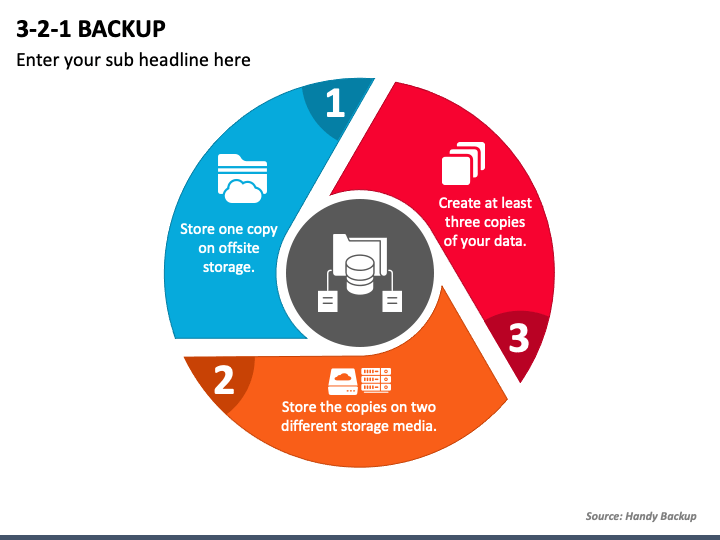 3-2-1 BACKUP
Enter your sub headline here
1
Store one copy
on offsite
storage.
Create at least
three copies
of your data.
3
2
Store the copies on two
different storage media.
Source: Handy Backup